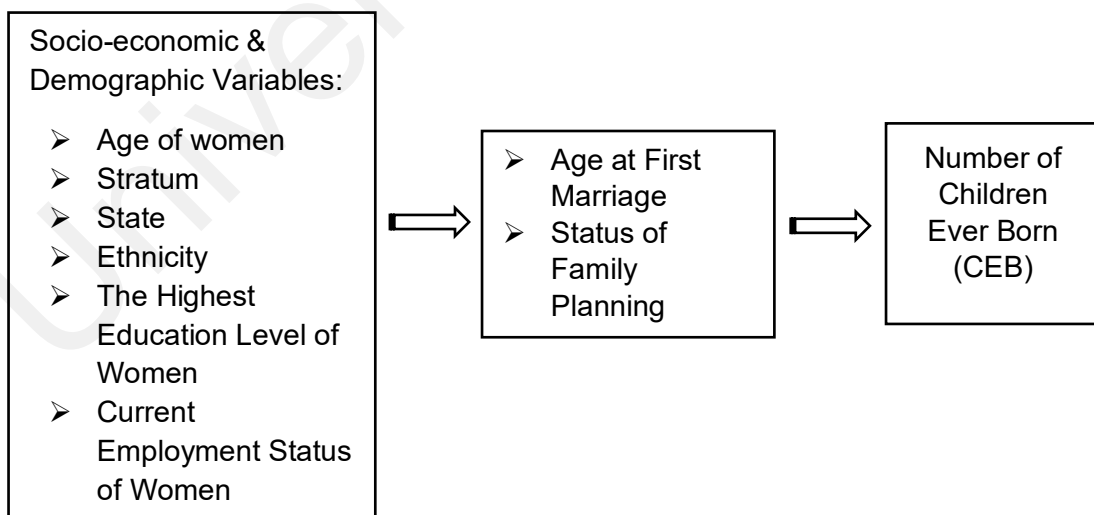 Socio-economic &
Demographic Variables:
➢ Age of women
➢ Stratum
➢ State
➢ Ethnicity
➢ The Highest
Education Level of
Women
➢ Current
Employment Status
of Women
➢ Age at First
Marriage
➢ Status of
Family
Planning
Number of
Children
Ever Born
(CEB)